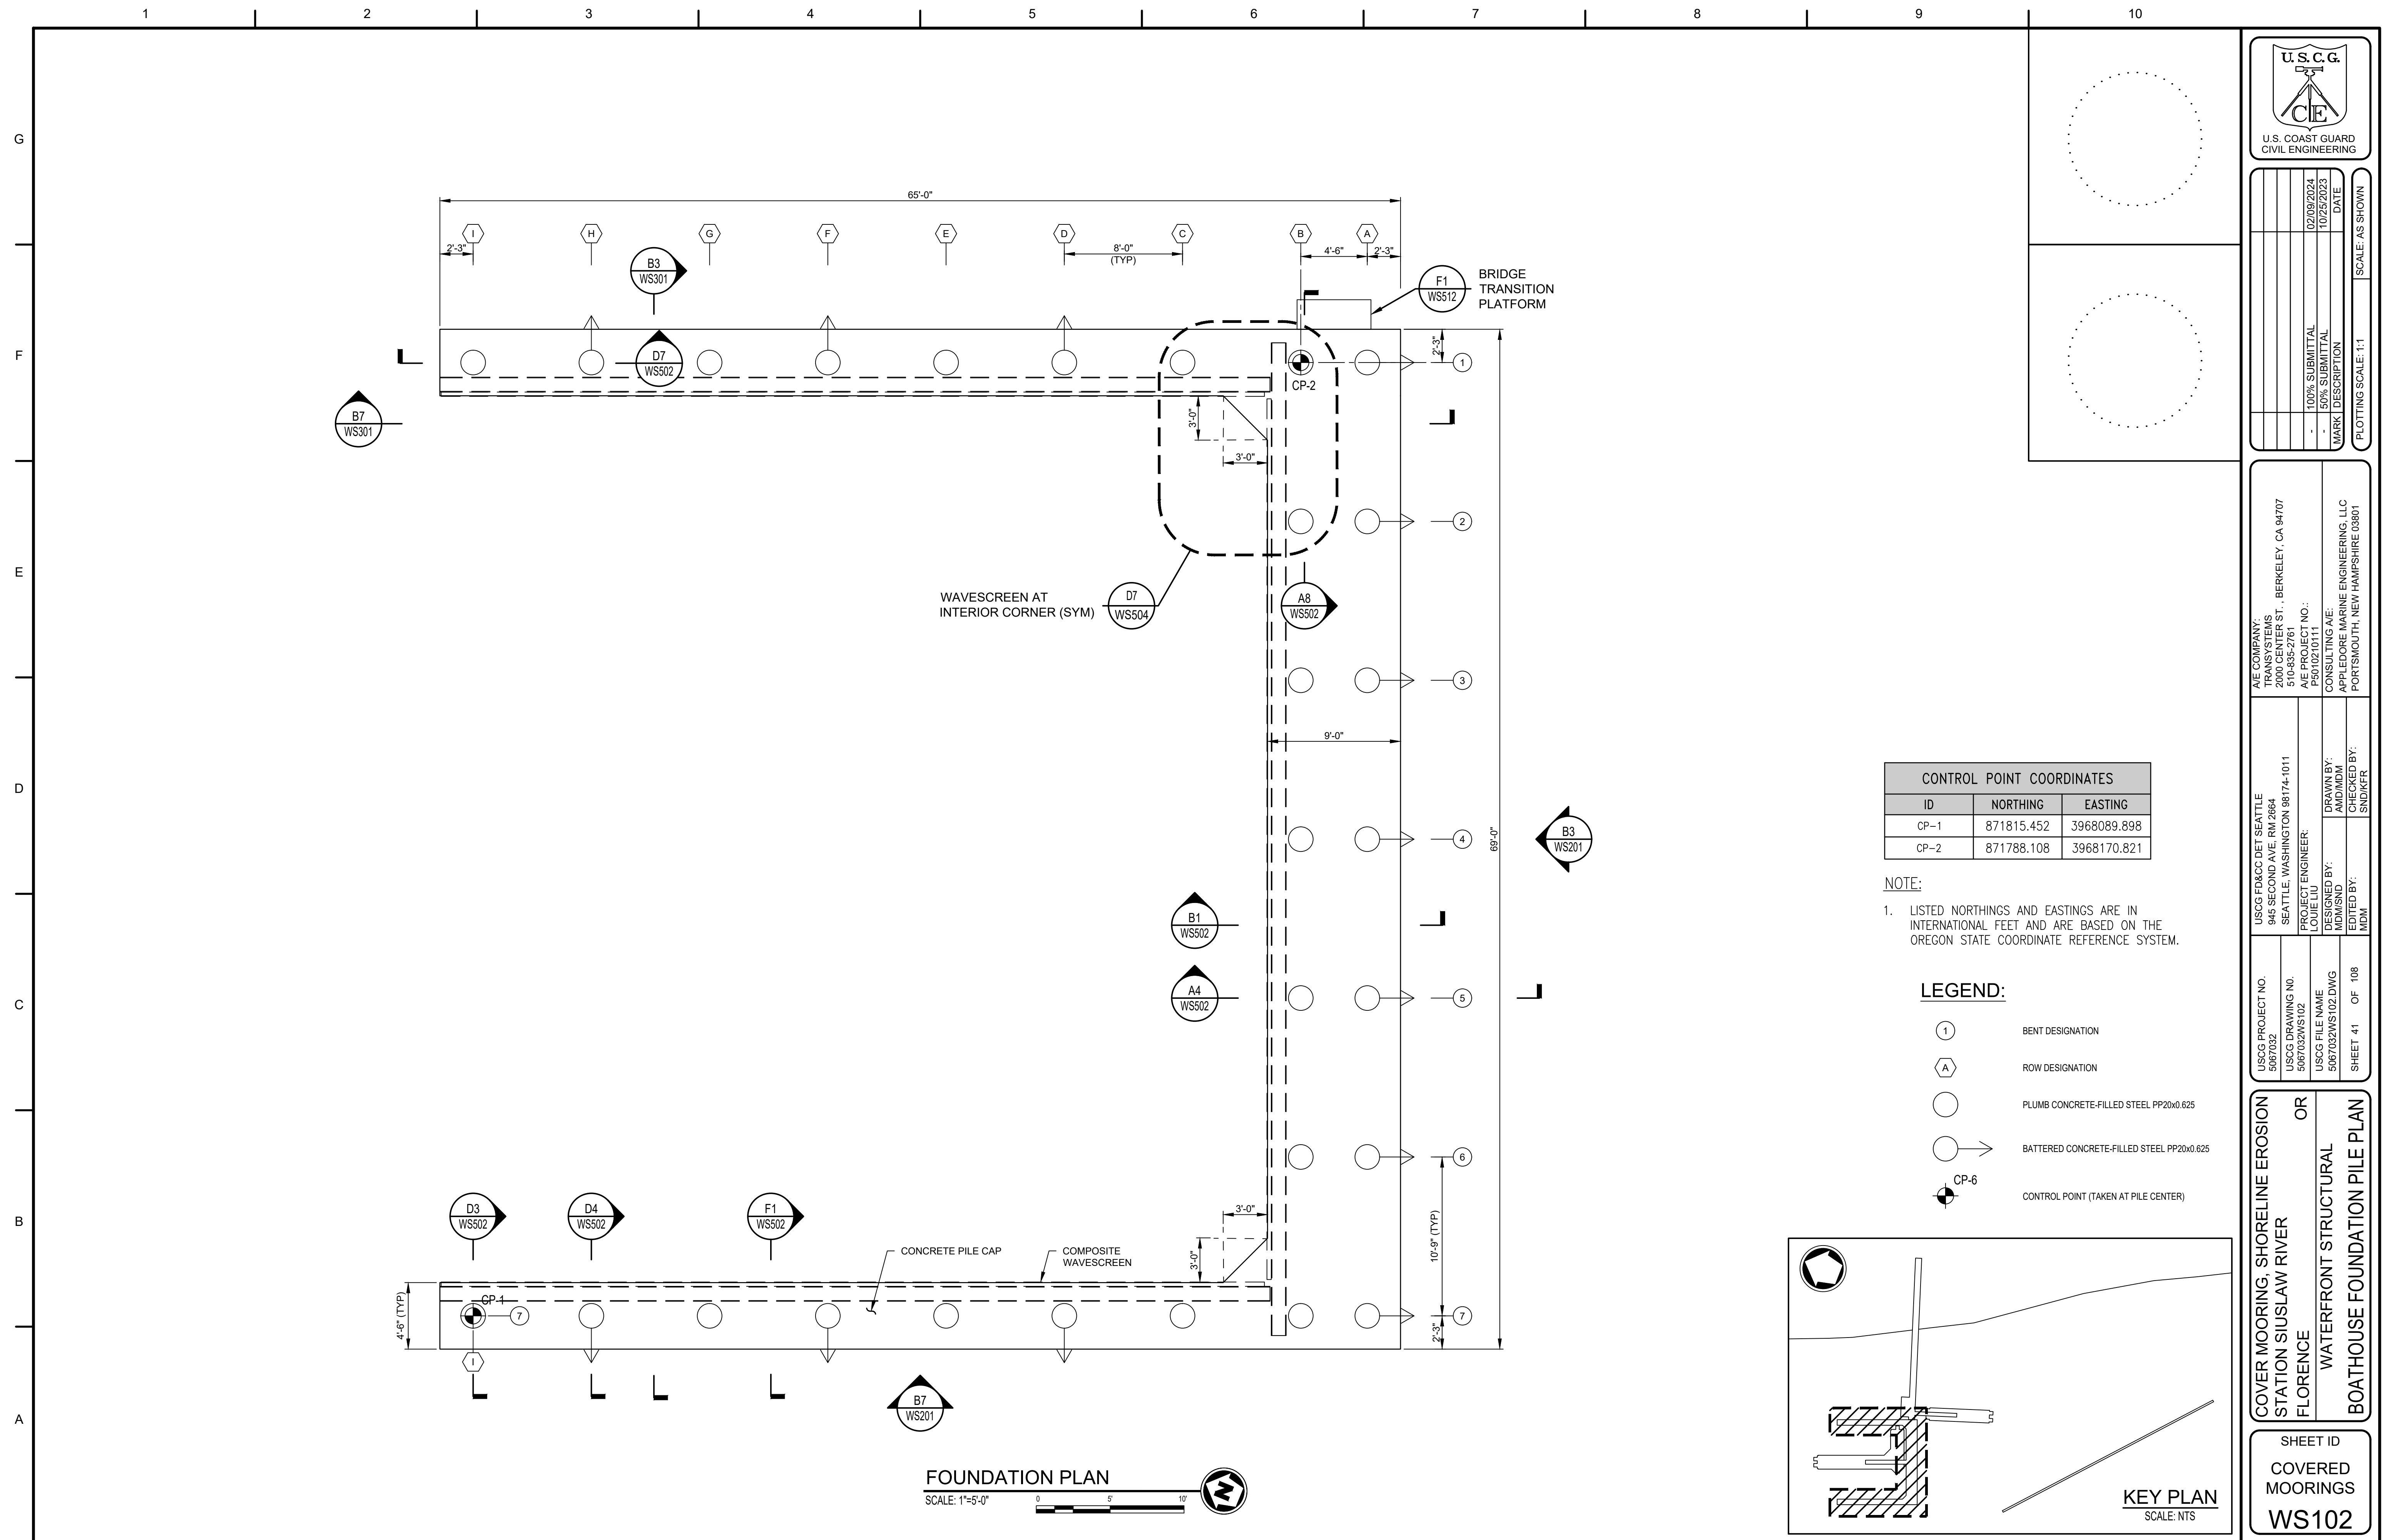 1 2 3 4 5 6 7 8 9 10
G
F
E
D
C
B
A
65'-0"
I H G F E D C B A
2'-3"
8'-0"
(TYP)
4'-6"
2'-3"
B3
WS301
D7
WS502
B7
WS301
F1
WS512
BRIDGE
TRANSITION
PLATFORM
2'-3"
1
CP-2
3'-0"
3'-0"
2
WAVESCREEN AT
INTERIOR CORNER (SYM)
D7
WS504
A8
WS502
3
9'-0"
4
69'-0"
B3
WS201
B1
WS502
A4
WS502
5
6
10'-9" (TYP)
D3
WS502
D4
WS502
F1
WS502
3'-0"
3'-0"
CONCRETE PILE CAP
COMPOSITE
WAVESCREEN
4'-6" (TYP)
CP-1
7
7
2'-3"
I
B7
WS201
FOUNDATION PLAN
SCALE: 1"=5'-0"
0 5' 10'
N
CONTROL POINT COORDINATES
ID NORTHING EASTING
CP-1 871815.452 3968089.898
CP-2 871788.108 3968170.821
NOTE:
1. LISTED NORTHINGS AND EASTINGS ARE IN
INTERNATIONAL FEET AND ARE BASED ON THE
OREGON STATE COORDINATE REFERENCE SYSTEM.
LEGEND:
1 BENT DESIGNATION
A ROW DESIGNATION
PLUMB CONCRETE-FILLED STEEL PP20x0.625
BATTERED CONCRETE-FILLED STEEL PP20x0.625
CP-6
CONTROL POINT (TAKEN AT PILE CENTER)
KEY PLAN
SCALE: NTS
U.S.C.G.
CE
U.S. COAST GUARD
CIVIL ENGINEERING
- 100% SUBMITTAL 02/09/2024
- 50% SUBMITTAL 10/25/2023
MARK DESCRIPTION DATE
PLOTTING SCALE: 1:1 SCALE: AS SHOWN
A/E COMPANY:
TRANSYSTEMS
2000 CENTER ST. , BERKELEY, CA 94707
510-835-2761
A/E PROJECT NO.:
P501210111
CONSULTING A/E:
APPLEDORE MARINE ENGINEERING, LLC
PORTSMOUTH, NEW HAMPSHIRE 03801
USCG FD&CC DET SEATTLE
945 SECOND AVE, RM 2664
SEATTLE, WASHINGTON 98174-1011
PROJECT ENGINEER:
LOUIE LIU
DESIGNED BY:
MDM/SND
DRAWN BY:
AMD/MDM
EDITED BY:
MDM
CHECKED BY:
SND/KFR
USCG PROJECT NO.
5067032
USCG DRAWING N0.
5067032WS102
USCG FILE NAME
5067032WS102.DWG
SHEET 41 OF 108
COVER MOORING, SHORELINE EROSION
STATION SIUSLAW RIVER
FLORENCE OR
WATERFRONT STRUCTURAL
BOATHOUSE FOUNDATION PILE PLAN
SHEET ID
COVERED
MOORINGS
WS102